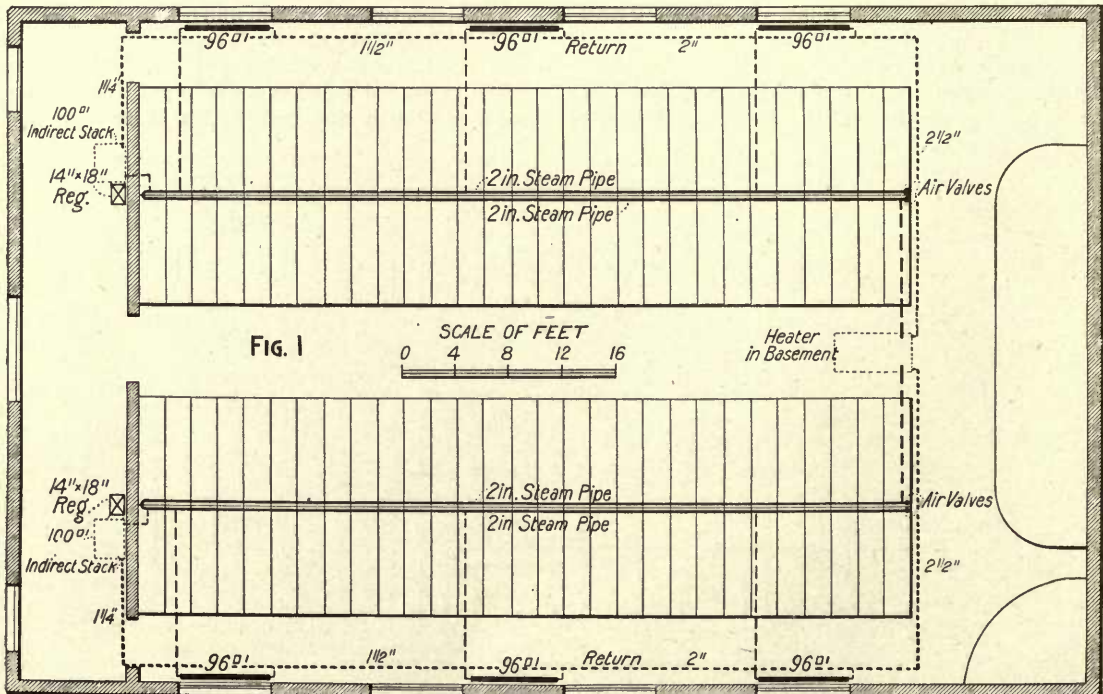 96□'
1½"
96□'
Return
2"
96□'
1¼"
100□'
Indirect Stack
14"×18"
Reg.
2 in. Steam Pipe
2 in. Steam Pipe
2½"
Air Valves
FIG. 1
SCALE OF FEET
0 4 8 12 16
Heater
in Basement
14"×18"
Reg.
100□'
Indirect Stack
2 in. Steam Pipe
2 in. Steam Pipe
Air Valves
2½"
1¼"
96□'
1½"
96□'
Return
2"
96□'